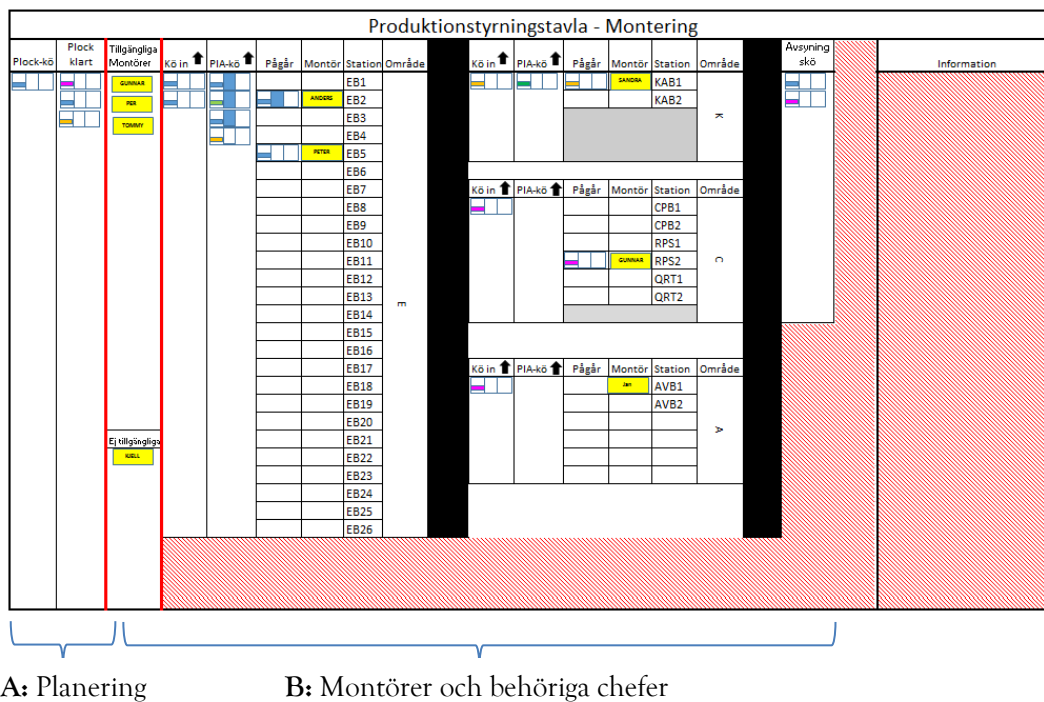 Produktionstyrningstavla - Montering
Plock-kö
Plock klart
Tillgängliga Montörer
Kö in
PIA-kö
Pågår
Montör
Station
Område
Kö in
PIA-kö
Pågår
Montör
Station
Område
Avsyning skö
Information
GUNNAR
PER
TOMMY
Ej tillgängliga
KJELL
EB1
ANDERS
EB2
EB3
EB4
PETER
EB5
EB6
EB7
EB8
EB9
EB10
EB11
EB12
EB13
EB14
EB15
EB16
EB17
EB18
EB19
EB20
EB21
EB22
EB23
EB24
EB25
EB26
E
SANDRA
KAB1
KAB2
K
Kö in
PIA-kö
Pågår
Montör
Station
Område
CPB1
CPB2
RPS1
GUNNAR
RPS2
QRT1
QRT2
C
Kö in
PIA-kö
Pågår
Montör
Station
Område
Jan
AVB1
AVB2
A
A: Planering
B: Montörer och behöriga chefer